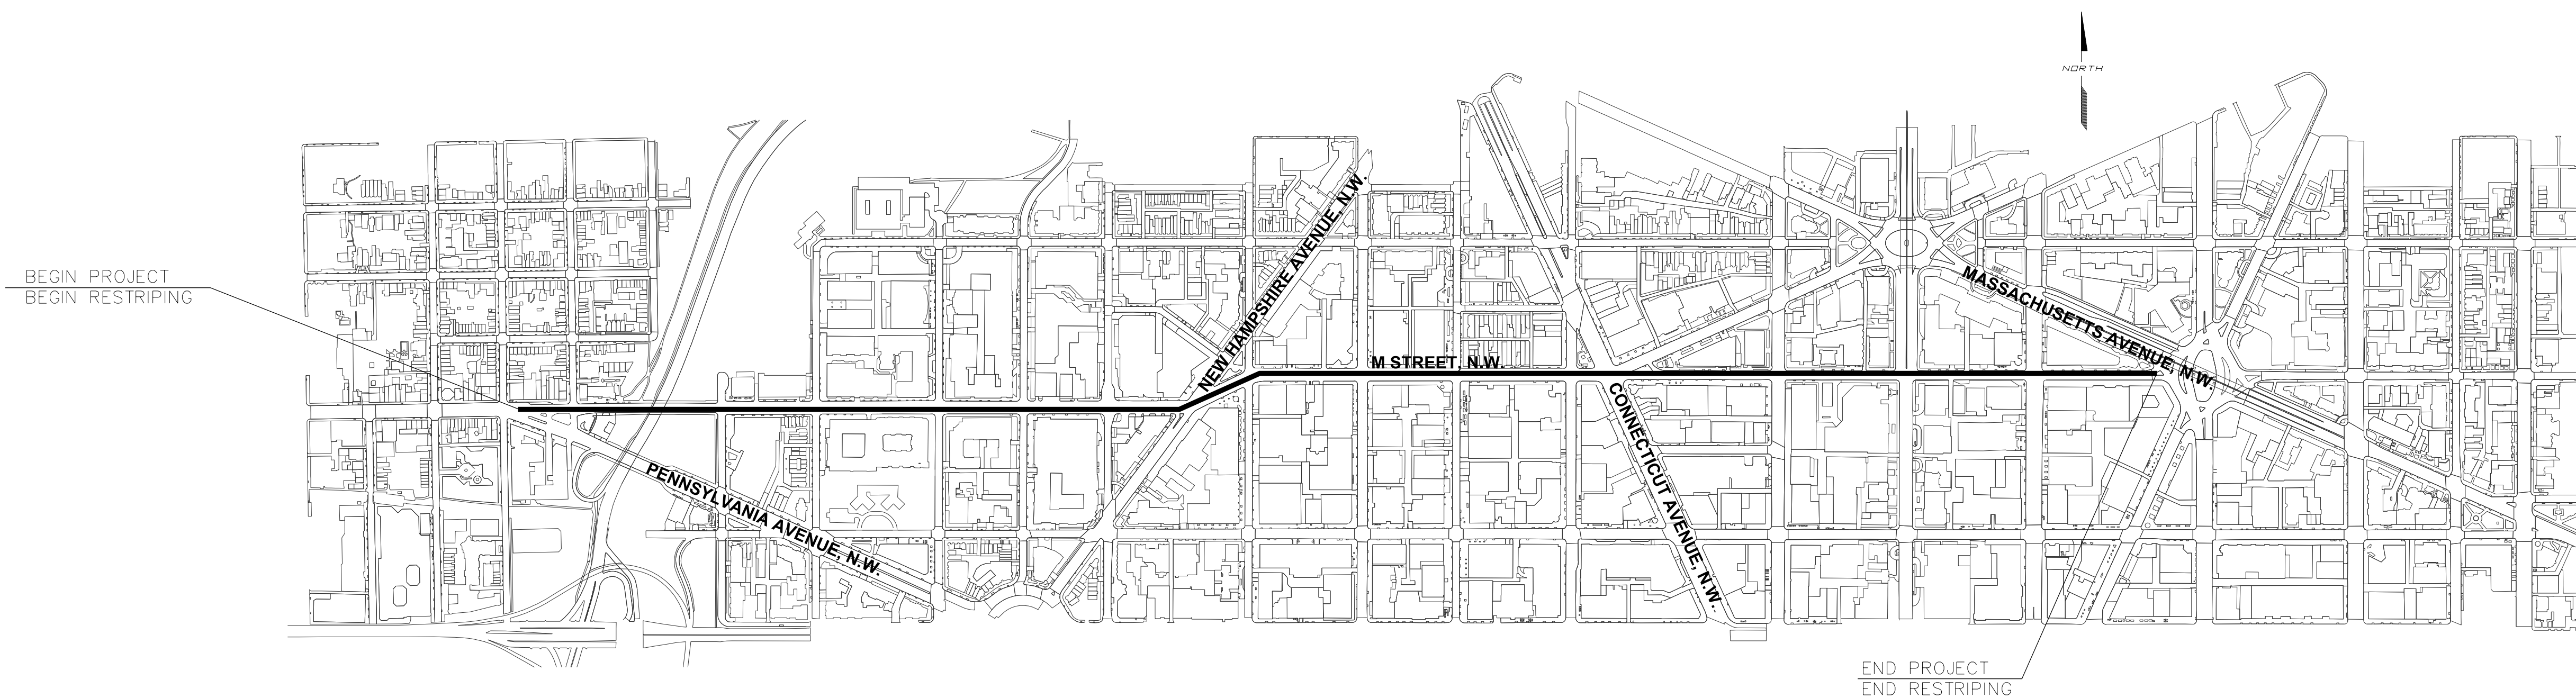 NORTH
BEGIN PROJECT
BEGIN RESTRIPING
NEW HAMPSHIRE AVENUE, N.W.
M STREET, N.W.
MASSACHUSETTS AVENUE, N.W.
CONNECTICUT AVENUE, N.W.
PENNSYLVANIA AVENUE, N.W.
END PROJECT
END RESTRIPING